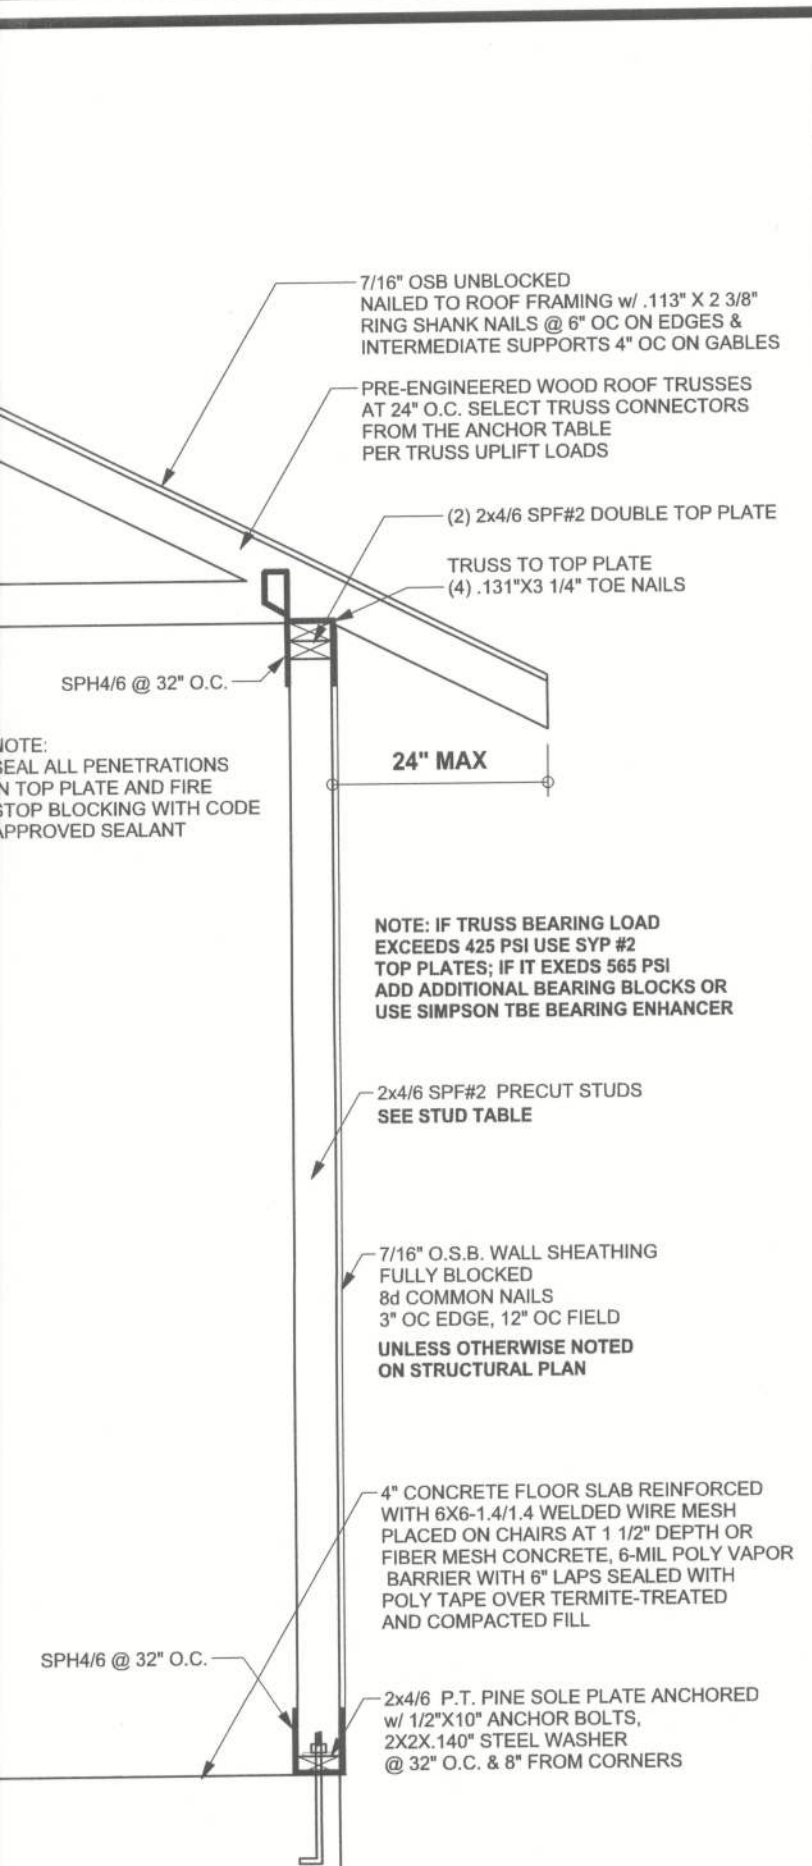 7/16" OSB UNBLOCKED
NAILED TO ROOF FRAMING w/ .113" X 2 3/8"
RING SHANK NAILS @ 6" OC ON EDGES &
INTERMEDIATE SUPPORTS 4" OC ON GABLES
PRE-ENGINEERED WOOD ROOF TRUSSES
AT 24" O.C. SELECT TRUSS CONNECTORS
FROM THE ANCHOR TABLE
PER TRUSS UPLIFT LOADS
(2) 2x4/6 SPF#2 DOUBLE TOP PLATE
TRUSS TO TOP PLATE
(4) .131"X3 1/4" TOE NAILS
SPH4/6 @ 32" O.C.
NOTE:
SEAL ALL PENETRATIONS
IN TOP PLATE AND FIRE
STOP BLOCKING WITH CODE
APPROVED SEALANT
24" MAX
NOTE: IF TRUSS BEARING LOAD
EXCEEDS 425 PSI USE SYP #2
TOP PLATES; IF IT EXEDS 565 PSI
ADD ADDITIONAL BEARING BLOCKS OR
USE SIMPSON TBE BEARING ENHANCER
2x4/6 SPF#2 PRECUT STUDS
SEE STUD TABLE
7/16" O.S.B. WALL SHEATHING
FULLY BLOCKED
8d COMMON NAILS
3" OC EDGE, 12" OC FIELD
UNLESS OTHERWISE NOTED
ON STRUCTURAL PLAN
4" CONCRETE FLOOR SLAB REINFORCED
WITH 6X6-1.4/1.4 WELDED WIRE MESH
PLACED ON CHAIRS AT 1 1/2" DEPTH OR
FIBER MESH CONCRETE, 6-MIL POLY VAPOR
BARRIER WITH 6" LAPS SEALED WITH
POLY TAPE OVER TERMITE-TREATED
AND COMPACTED FILL
SPH4/6 @ 32" O.C.
2x4/6 P.T. PINE SOLE PLATE ANCHORED
w/ 1/2"X10" ANCHOR BOLTS,
2X2X.140" STEEL WASHER
@ 32" O.C. & 8" FROM CORNERS